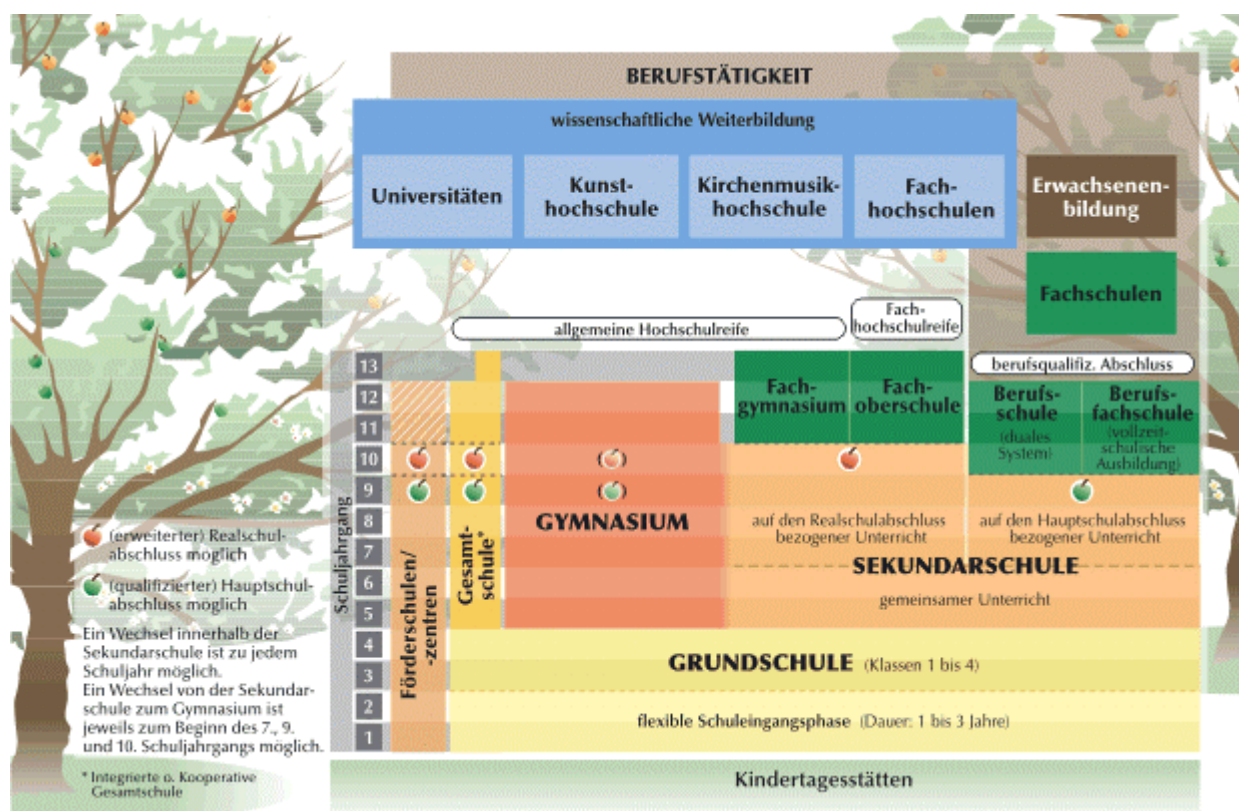 BERUFSTÄTIGKEIT
wissenschaftliche Weiterbildung
Universitäten
Kunst-
hochschule
Kirchenmusik-
hochschule
Fach-
hochschulen
Erwachsenen-
bildung
Fachschulen
allgemeine Hochschulreife
Fach-
hochschulreife
berufsqualifiz. Abschluss
Schuljahrgang
13
12
11
10
9
8
7
6
5
4
3
2
1
Förderschulen/
-zentren
Gesamt-
schule*
GYMNASIUM
( )
( )
Fach-
gymnasium
Fach-
oberschule
Berufs-
schule
(duales
System)
Berufs-
fachschule
(vollzeit-
schulische
Ausbildung)
auf den Realschulabschluss
bezogener Unterricht
auf den Hauptschulabschluss
bezogener Unterricht
SEKUNDARSCHULE
gemeinsamer Unterricht
GRUNDSCHULE (Klassen 1 bis 4)
flexible Schuleingangsphase (Dauer: 1 bis 3 Jahre)
Kindertagesstätten
(erweiterter) Realschul-
abschluss möglich
(qualifizierter) Hauptschul-
abschluss möglich
Ein Wechsel innerhalb der
Sekundarschule ist zu jedem
Schuljahr möglich.
Ein Wechsel von der Sekundar-
schule zum Gymnasium ist
jeweils zum Beginn des 7., 9.
und 10. Schuljahrgangs möglich.
* Integrierte o. Kooperative
Gesamtschule